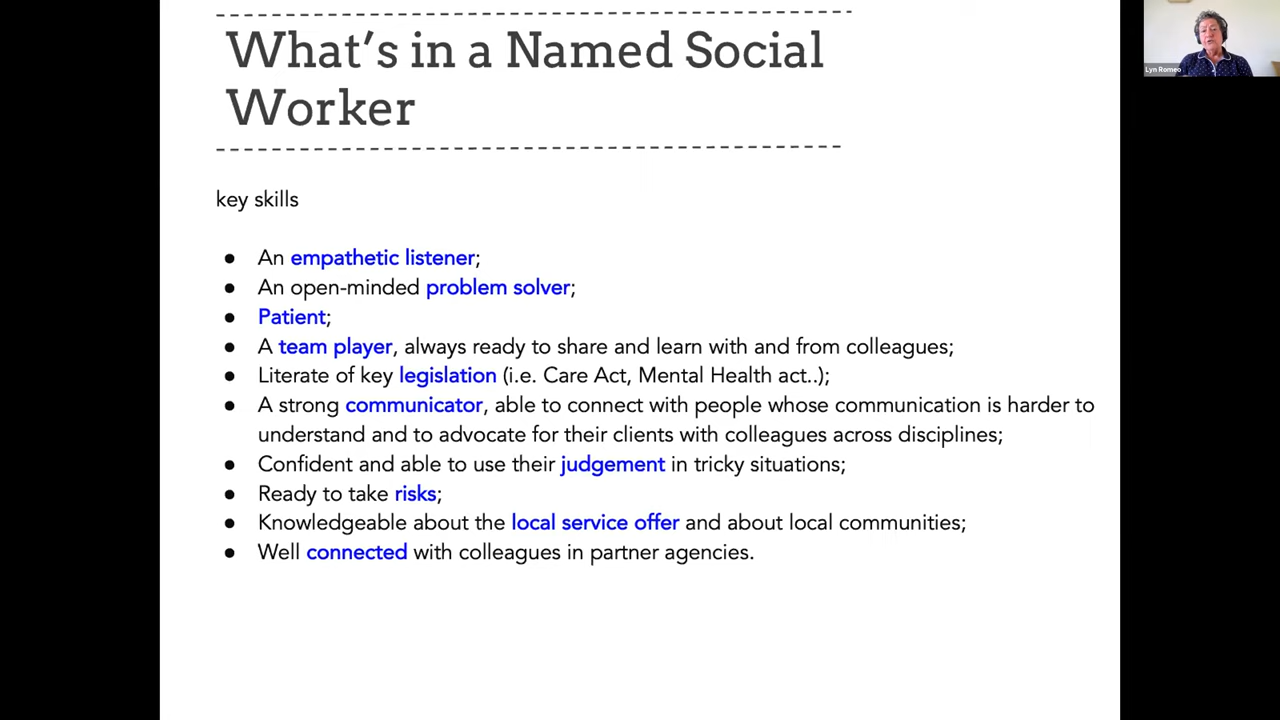 What's in a Named Social
Worker
Lyn Romeo
key skills
● An empathetic listener;
● An open-minded problem solver;
● Patient;
● A team player, always ready to share and learn with and from colleagues;
● Literate of key legislation (i.e. Care Act, Mental Health act..);
● A strong communicator, able to connect with people whose communication is harder to
understand and to advocate for their clients with colleagues across disciplines;
● Confident and able to use their judgement in tricky situations;
● Ready to take risks;
● Knowledgeable about the local service offer and about local communities;
● Well connected with colleagues in partner agencies.